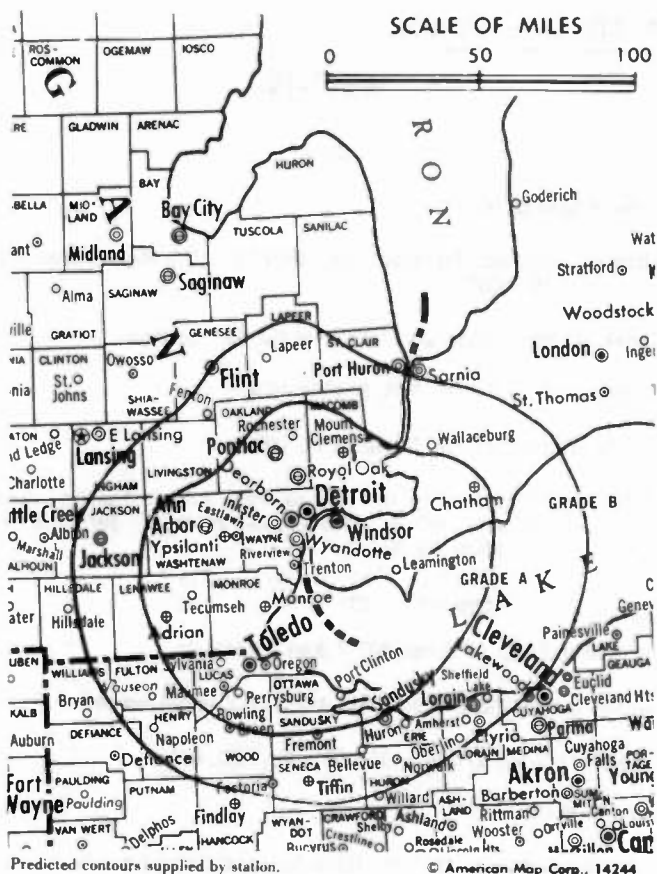 SCALE OF MILES
0 50 100
ROS-
COMMON
OGEMAW
IOSCO
G
GLADWIN
ARENAC
HURON
RON
Goderich
BAY
MID-
LAND
A
Bay City
Midland
TUSCOLA
SANILAC
Stratford
Saginaw
Alma
SAGINAW
Woodstock
GRATIOT
GENESEE
LAPEER
N
CLINTON
Owosso
Lapeer
ST. CLAIR
London
St.
Johns
Flint
Port Huron
Sarnia
SHIA-
WASSEE
Fenton
St. Thomas
OAKLAND
MACOMB
Rochester
Mount
Clemens
E Lansing
Lansing
Pontiac
Wallaceburg
Charlotte
LIVINGSTON
Royal Oak
INGHAM
Dearborn
GRADE B
Chatham
JACKSON
Ann
Arbor
Inkster
Detroit
Albion
Eastlawn
Windsor
Marshall
Jackson
Ypsilanti
WAYNE
Wyandotte
WASHTENAW
Riverview
Leamington
Trenton
GRADE A
HILLSDALE
LENAWEE
MONROE
Tecumseh
Monroe
LAKE
Hillsdale
Adrian
Painesville
Toledo
Cleveland
LAKE
WILLIAMS
FULTON
Sylvania
LUCAS
Oregon
Port Clinton
Lakewood
GEAUGA
Wauseon
Maumee
OTTAWA
Sandusky
Sheffield
Lake
Euclid
Bryan
Perrysburg
Lorain
Cleveland Hts
CUYAHOGA
HENRY
Bowling
Green
SANDUSKY
Huron
ERIE
Amherst
Parma
Auburn
DEFIANCE
Napoleon
Fremont
Elyria
Oberlin
LORAIN
MEDINA
WOOD
Bellevue
Norwalk
Cuyahoga
Falls
Defiance
SENECA
Fort
Wayne
PAULDING
Paulding
PUTNAM
Fostoria
Tiffin
HURON
Akron
Willard
Barberton
Findlay
ASH-
LAND
VAN WERT
Delphos
HANCOCK
WYAN-
DOT
CRAWFORD
Shelby
Ashland
Rittman
Wooster
Crestline
Bucyrus
Rosedale
Predicted contours supplied by station.
© American Map Corp., 14244